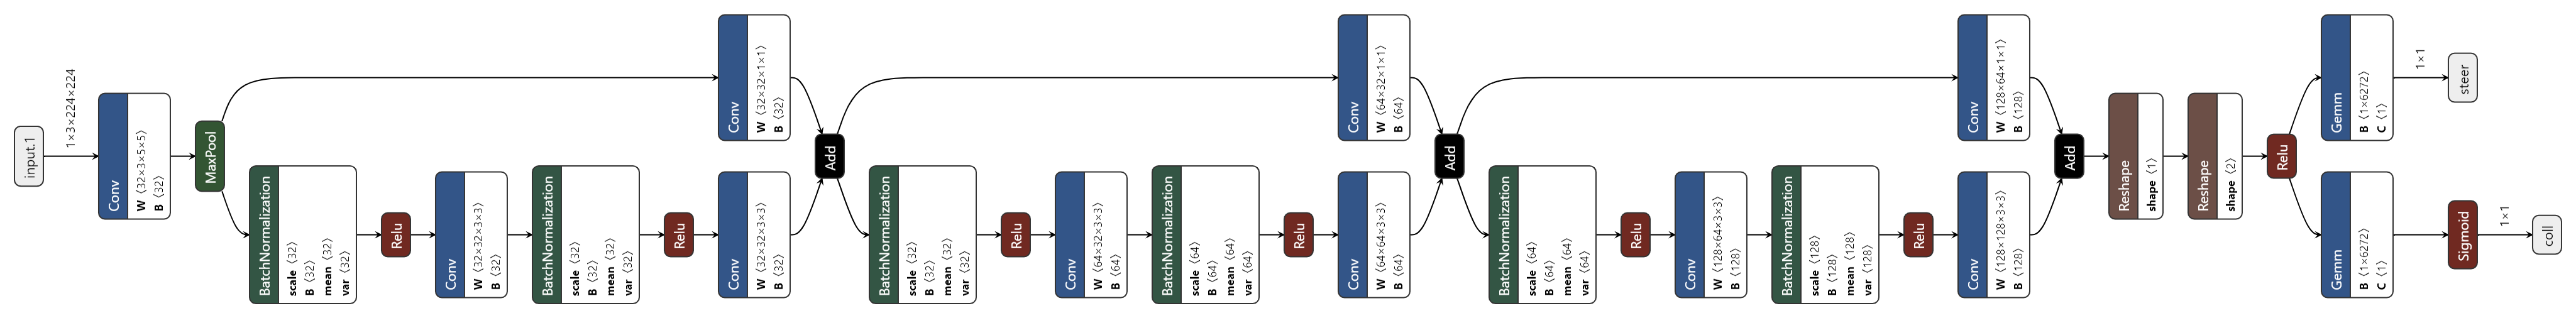 input.1
1×3×224×224
Conv
W ⟨32×3×5×5⟩
B ⟨32⟩
MaxPool
BatchNormalization
scale ⟨32⟩
B ⟨32⟩
mean ⟨32⟩
var ⟨32⟩
Relu
Conv
W ⟨32×32×3×3⟩
B ⟨32⟩
BatchNormalization
scale ⟨32⟩
B ⟨32⟩
mean ⟨32⟩
var ⟨32⟩
Relu
Conv
W ⟨32×32×3×3⟩
B ⟨32⟩
Conv
W ⟨32×32×1×1⟩
B ⟨32⟩
Add
BatchNormalization
scale ⟨32⟩
B ⟨32⟩
mean ⟨32⟩
var ⟨32⟩
Relu
Conv
W ⟨64×32×3×3⟩
B ⟨64⟩
BatchNormalization
scale ⟨64⟩
B ⟨64⟩
mean ⟨64⟩
var ⟨64⟩
Relu
Conv
W ⟨64×64×3×3⟩
B ⟨64⟩
Conv
W ⟨64×32×1×1⟩
B ⟨64⟩
Add
BatchNormalization
scale ⟨64⟩
B ⟨64⟩
mean ⟨64⟩
var ⟨64⟩
Relu
Conv
W ⟨128×64×3×3⟩
B ⟨128⟩
BatchNormalization
scale ⟨128⟩
B ⟨128⟩
mean ⟨128⟩
var ⟨128⟩
Relu
Conv
W ⟨128×128×3×3⟩
B ⟨128⟩
Conv
W ⟨128×64×1×1⟩
B ⟨128⟩
Add
Reshape
shape ⟨1⟩
Reshape
shape ⟨2⟩
Relu
Gemm
B ⟨1×6272⟩
C ⟨1⟩
1×1
steer
Gemm
B ⟨1×6272⟩
C ⟨1⟩
Sigmoid
1×1
coll